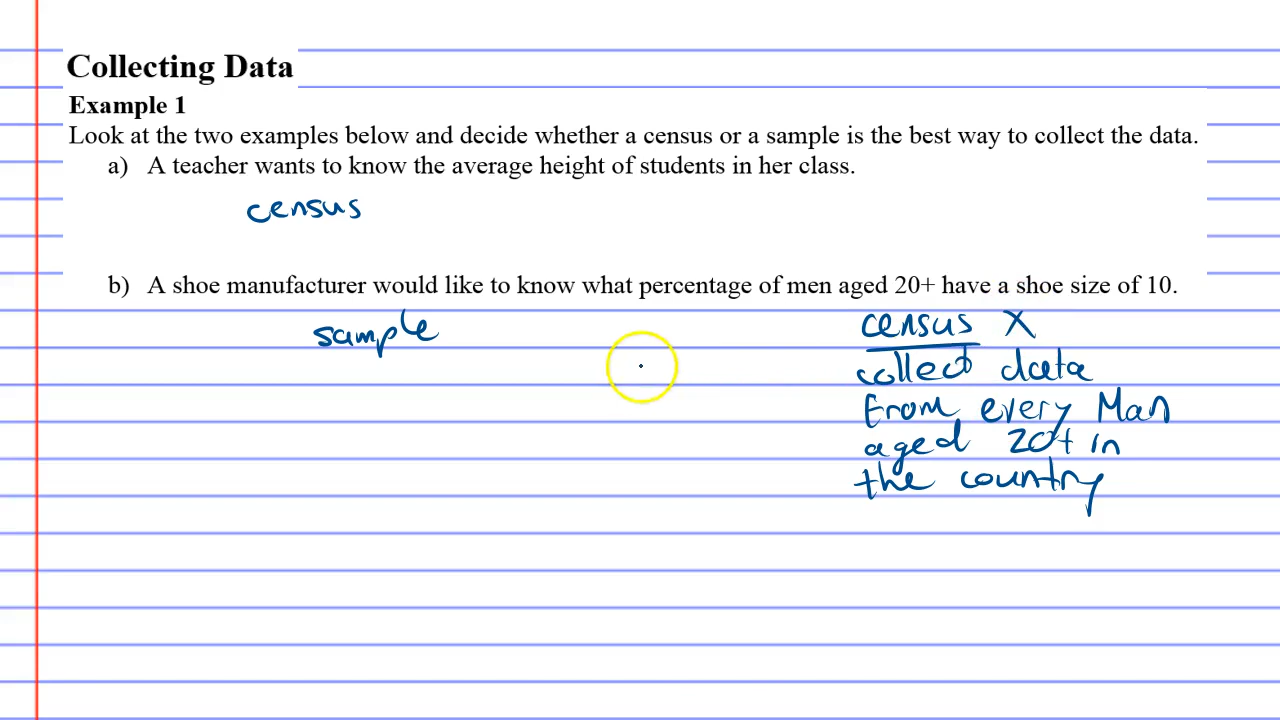 Collecting Data
Example 1
Look at the two examples below and decide whether a census or a sample is the best way to collect the data.
a) A teacher wants to know the average height of students in her class.
census
b) A shoe manufacturer would like to know what percentage of men aged 20+ have a shoe size of 10.
sample
census X
collect data
From every Man
aged 20+ in
the country